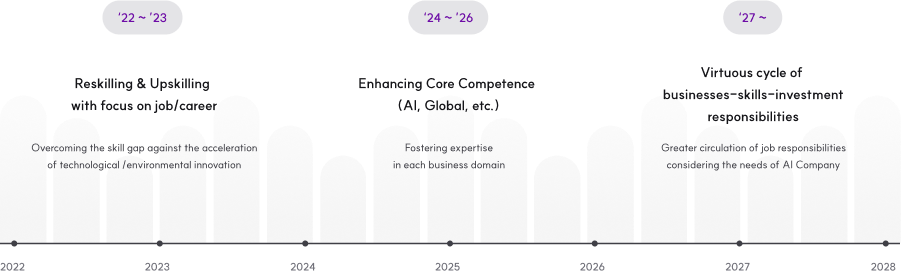 '22 ~ '23
'24 ~ '26
'27 ~
Reskilling & Upskilling
with focus on job/career
Enhancing Core Competence
(AI, Global, etc.)
Virtuous cycle of
businesses-skills-investment
responsibilities
Overcoming the skill gap against the acceleration
of technological /environmental innovation
Fostering expertise
in each business domain
Greater circulation of job responsibilities
considering the needs of AI Company
2022
2023
2024
2025
2026
2027
2028